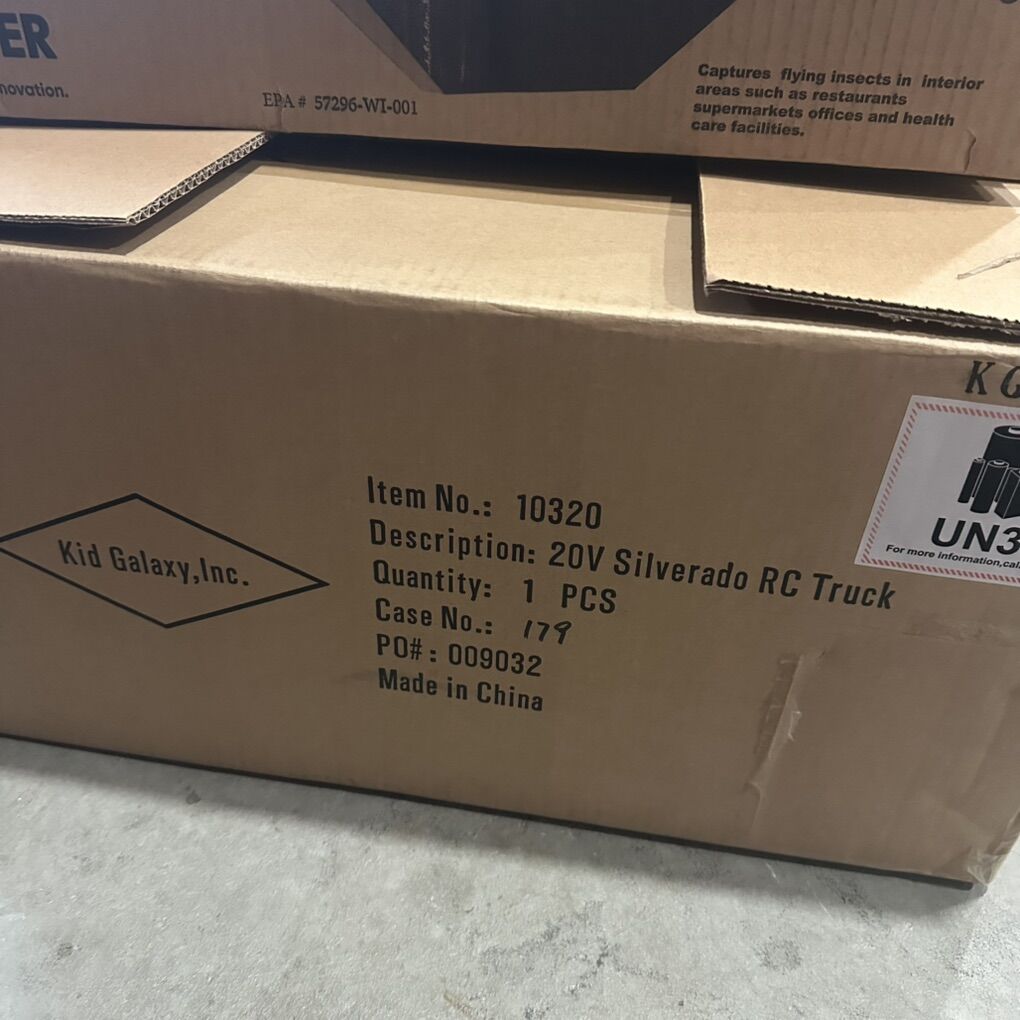 ER
novation.
EPA # 57296-WI-001
Captures flying insects in interior
areas such as restaurants
supermarkets offices and health
care facilities.
K
Kid Galaxy,Inc.
Item No.: 10320
Description: 20V Silverado RC Truck
Quantity: 1 PCS
Case No.: 179
PO#: 009032
Made in China
UN3
For more information,call